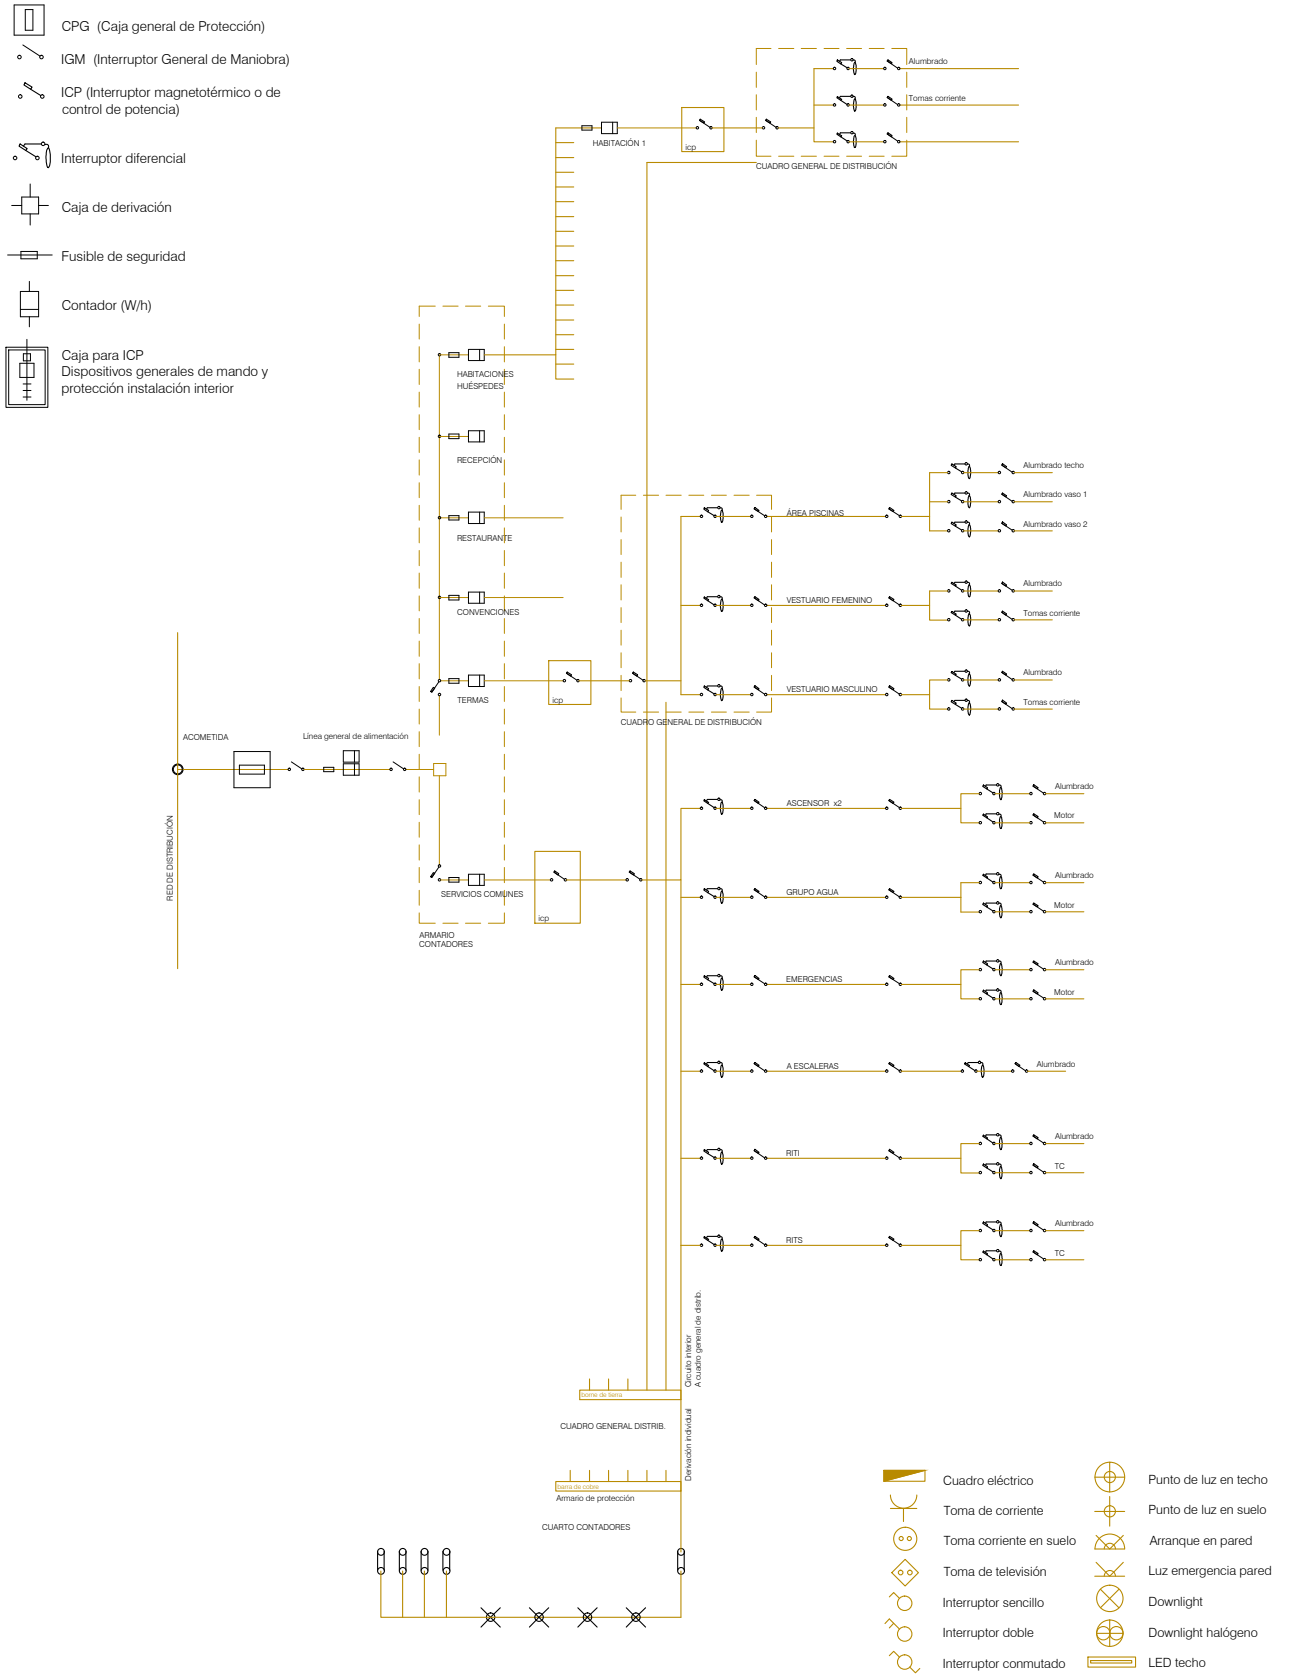 CPG (Caja general de Protección)
IGM (Interruptor General de Maniobra)
ICP (Interruptor magnetotérmico o de
control de potencia)
Interruptor diferencial
Caja de derivación
Fusible de seguridad
Contador (W/h)
Caja para ICP
Dispositivos generales de mando y
protección instalación interior
Alumbrado
Tomas corriente
HABITACIÓN 1
icp
CUADRO GENERAL DE DISTRIBUCIÓN
HABITACIONES
HUÉSPEDES
RECEPCIÓN
RESTAURANTE
CONVENCIONES
TERMAS
icp
CUADRO GENERAL DE DISTRIBUCIÓN
ÁREA PISCINAS
Alumbrado techo
Alumbrado vaso 1
Alumbrado vaso 2
VESTUARIO FEMENINO
Alumbrado
Tomas corriente
VESTUARIO MASCULINO
Alumbrado
Tomas corriente
ACOMETIDA
Línea general de alimentación
RED DE DISTRIBUCIÓN
SERVICIOS COMUNES
icp
ARMARIO
CONTADORES
ASCENSOR x2
Alumbrado
Motor
GRUPO AGUA
Alumbrado
Motor
EMERGENCIAS
Alumbrado
Motor
A ESCALERAS
Alumbrado
RITI
Alumbrado
TC
RITS
Alumbrado
TC
Circuito interior
A cuadro general de distrib.
borne de tierra
CUADRO GENERAL DISTRIB.
Derivación individual
barra de cobre
Armario de protección
CUARTO CONTADORES
Cuadro eléctrico
Toma de corriente
Toma corriente en suelo
Toma de televisión
Interruptor sencillo
Interruptor doble
Interruptor conmutado
Punto de luz en techo
Punto de luz en suelo
Arranque en pared
Luz emergencia pared
Downlight
Downlight halógeno
LED techo